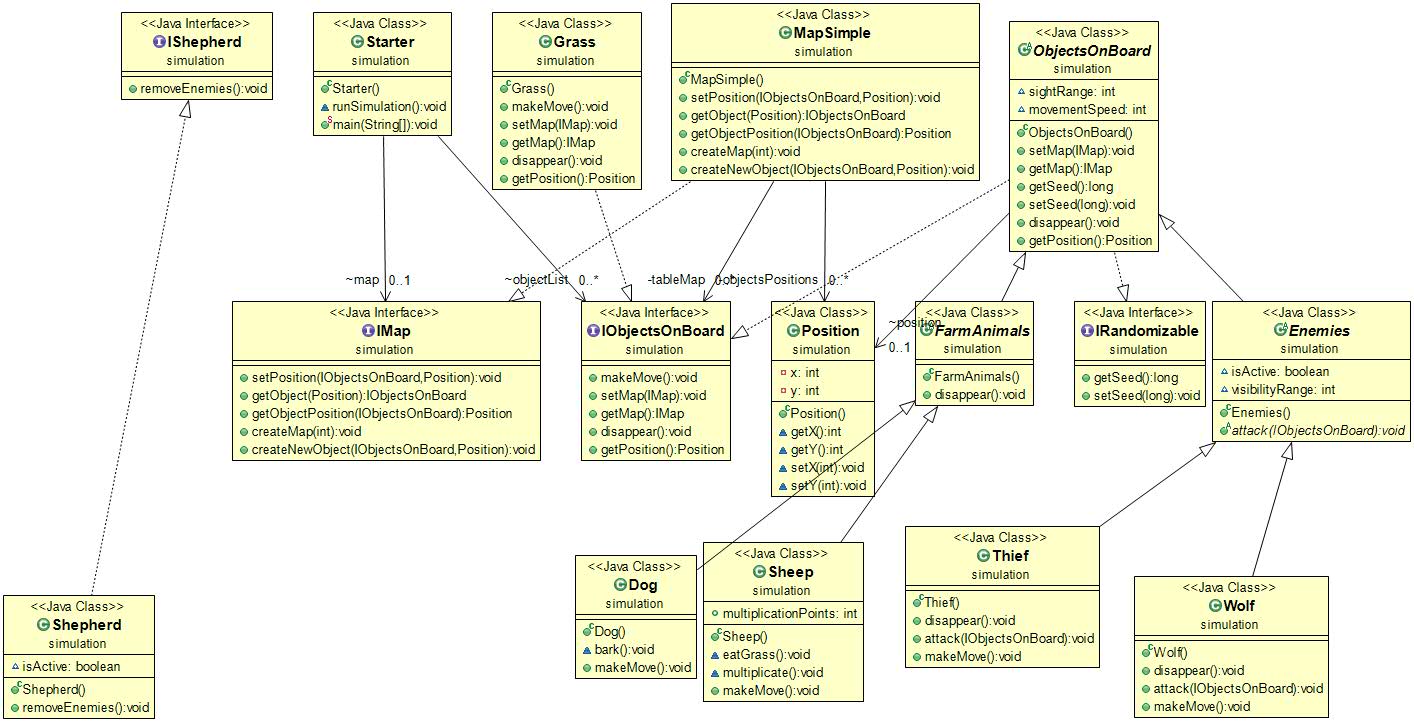 <<Java Interface>>
IShepherd
simulation
removeEnemies():void
<<Java Class>>
Starter
simulation
Starter()
runSimulation():void
main(String[]):void
<<Java Class>>
Grass
simulation
Grass()
makeMove():void
setMap(IMap):void
getMap():IMap
disappear():void
getPosition():Position
<<Java Class>>
MapSimple
simulation
MapSimple()
setPosition(IObjectsOnBoard,Position):void
getObject(Position):IObjectsOnBoard
getObjectPosition(IObjectsOnBoard):Position
createMap(int):void
createNewObject(IObjectsOnBoard,Position):void
<<Java Class>>
ObjectsOnBoard
simulation
sightRange: int
movementSpeed: int
ObjectsOnBoard()
setMap(IMap):void
getMap():IMap
getSeed():long
setSeed(long):void
disappear():void
getPosition():Position
~map 0..1
~objectList 0..*
-tableMap 0..*
-objectsPositions 0..*
~position
0..1
<<Java Interface>>
IMap
simulation
setPosition(IObjectsOnBoard,Position):void
getObject(Position):IObjectsOnBoard
getObjectPosition(IObjectsOnBoard):Position
createMap(int):void
createNewObject(IObjectsOnBoard,Position):void
<<Java Interface>>
IObjectsOnBoard
simulation
makeMove():void
setMap(IMap):void
getMap():IMap
disappear():void
getPosition():Position
<<Java Class>>
Position
simulation
x: int
y: int
Position()
getX():int
getY():int
setX(int):void
setY(int):void
<<Java Class>>
FarmAnimals
simulation
FarmAnimals()
disappear():void
<<Java Interface>>
IRandomizable
simulation
getSeed():long
setSeed(long):void
<<Java Class>>
Enemies
simulation
isActive: boolean
visibilityRange: int
Enemies()
attack(IObjectsOnBoard):void
<<Java Class>>
Shepherd
simulation
isActive: boolean
Shepherd()
removeEnemies():void
<<Java Class>>
Dog
simulation
Dog()
bark():void
makeMove():void
<<Java Class>>
Sheep
simulation
multiplicationPoints: int
Sheep()
eatGrass():void
multiplicate():void
makeMove():void
<<Java Class>>
Thief
simulation
Thief()
disappear():void
attack(IObjectsOnBoard):void
makeMove():void
<<Java Class>>
Wolf
simulation
Wolf()
disappear():void
attack(IObjectsOnBoard):void
makeMove():void